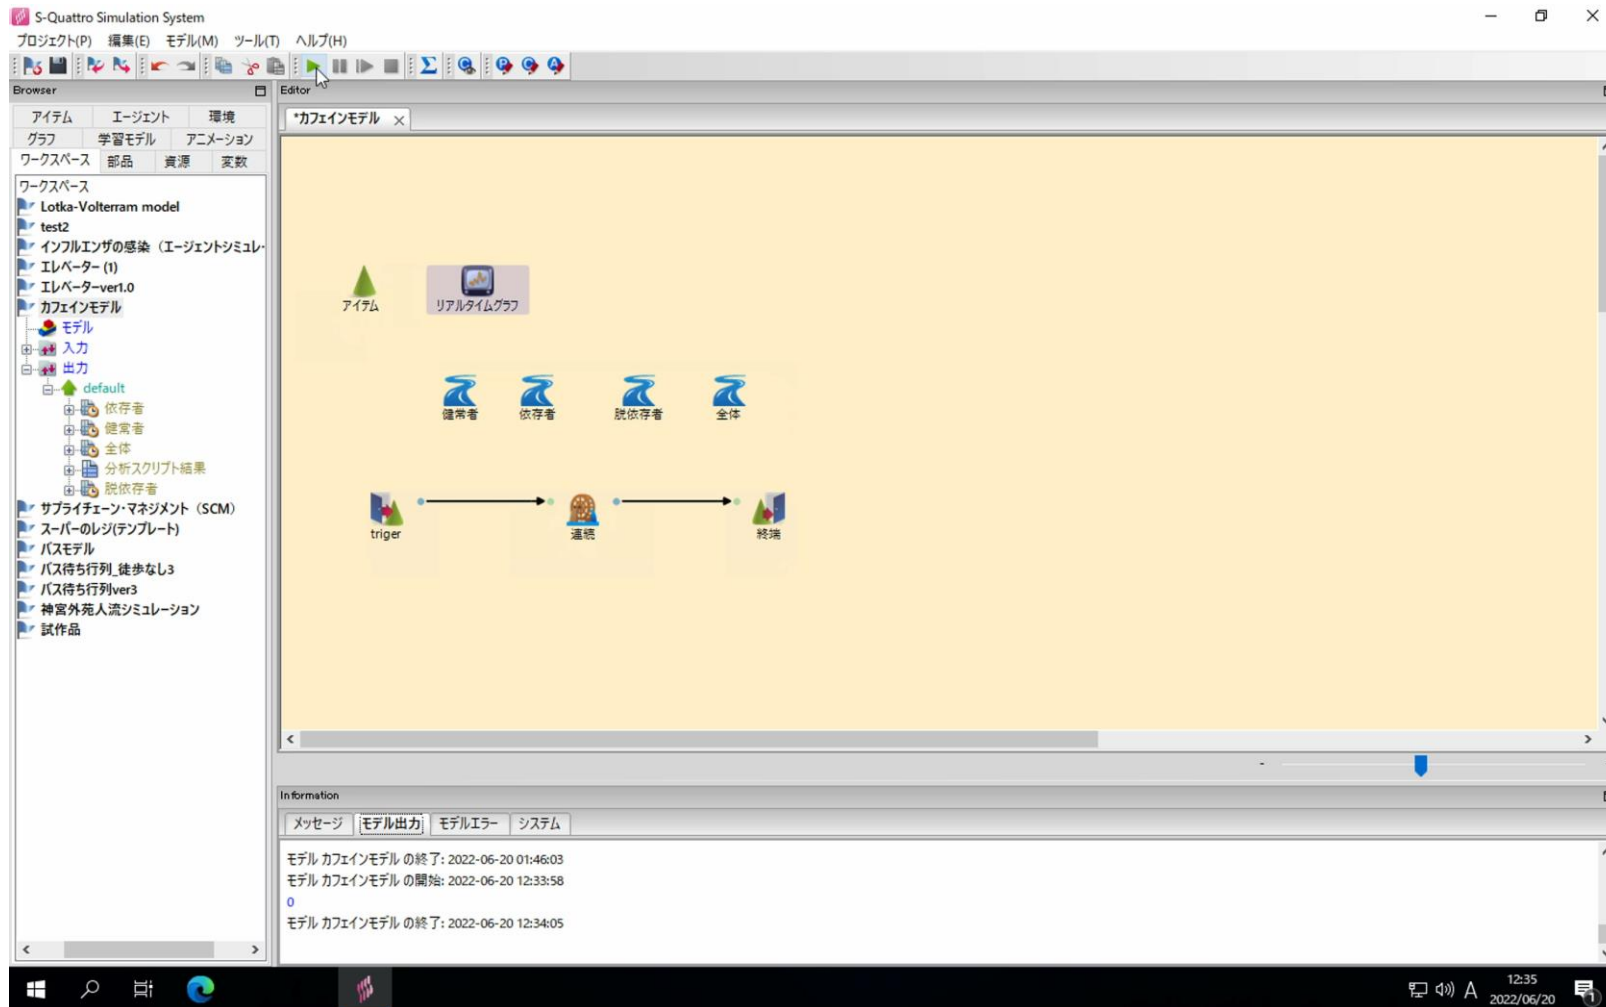 S-Quattro Simulation System
プロジェクト(P) 編集(E) モデル(M) ツール(T) ヘルプ(H)
Browser
Editor
アイテム エージェント 環境
グラフ 学習モデル アニメーション
ワークスペース 部品 資源 変数
*カフェインモデル
ワークスペース
Lotka-Volterram model
test2
インフルエンザの感染（エージェントシミュレ
エレベーター (1)
エレベーターver1.0
カフェインモデル
モデル
入力
出力
default
依存者
健常者
全体
分析スクリプト結果
脱依存者
サプライチェーン・マネジメント（SCM）
スーパーのレジ(テンプレート)
バスモデル
バス待ち行列_徒歩なし3
バス待ち行列ver3
神宮外苑人流シミュレーション
試作品
アイテム リアルタイムグラフ
健常者 依存者 脱依存者 全体
triger 連続 終端
-
Information
メッセージ モデル出力 モデルエラー システム
モデル カフェインモデル の終了: 2022-06-20 01:46:03
モデル カフェインモデル の開始: 2022-06-20 12:33:58
0
モデル カフェインモデル の終了: 2022-06-20 12:34:05
A 12:35
2022/06/20
1